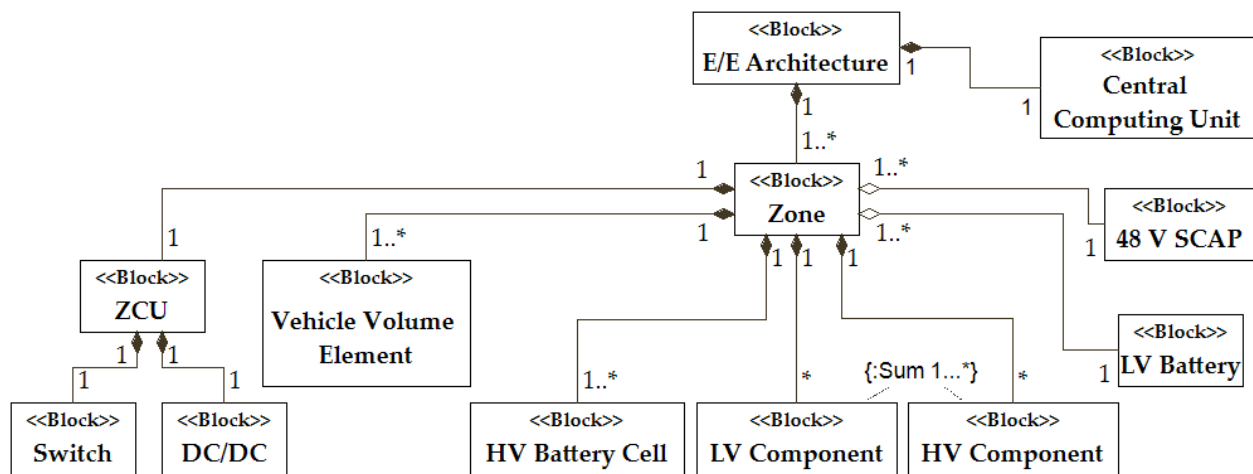 <<Block>>
E/E Architecture
1
1
<<Block>>
Central
Computing Unit
1
1..*
<<Block>>
Zone
1
1
1..*
1..*
1
1
1
<<Block>>
48 V SCAP
1
<<Block>>
LV Battery
1
1
<<Block>>
ZCU
1
1
1..*
<<Block>>
Vehicle Volume
Element
1
<<Block>>
Switch
1
<<Block>>
DC/DC
1..*
<<Block>>
HV Battery Cell
*
<<Block>>
LV Component
{:Sum 1...*}
*
<<Block>>
HV Component